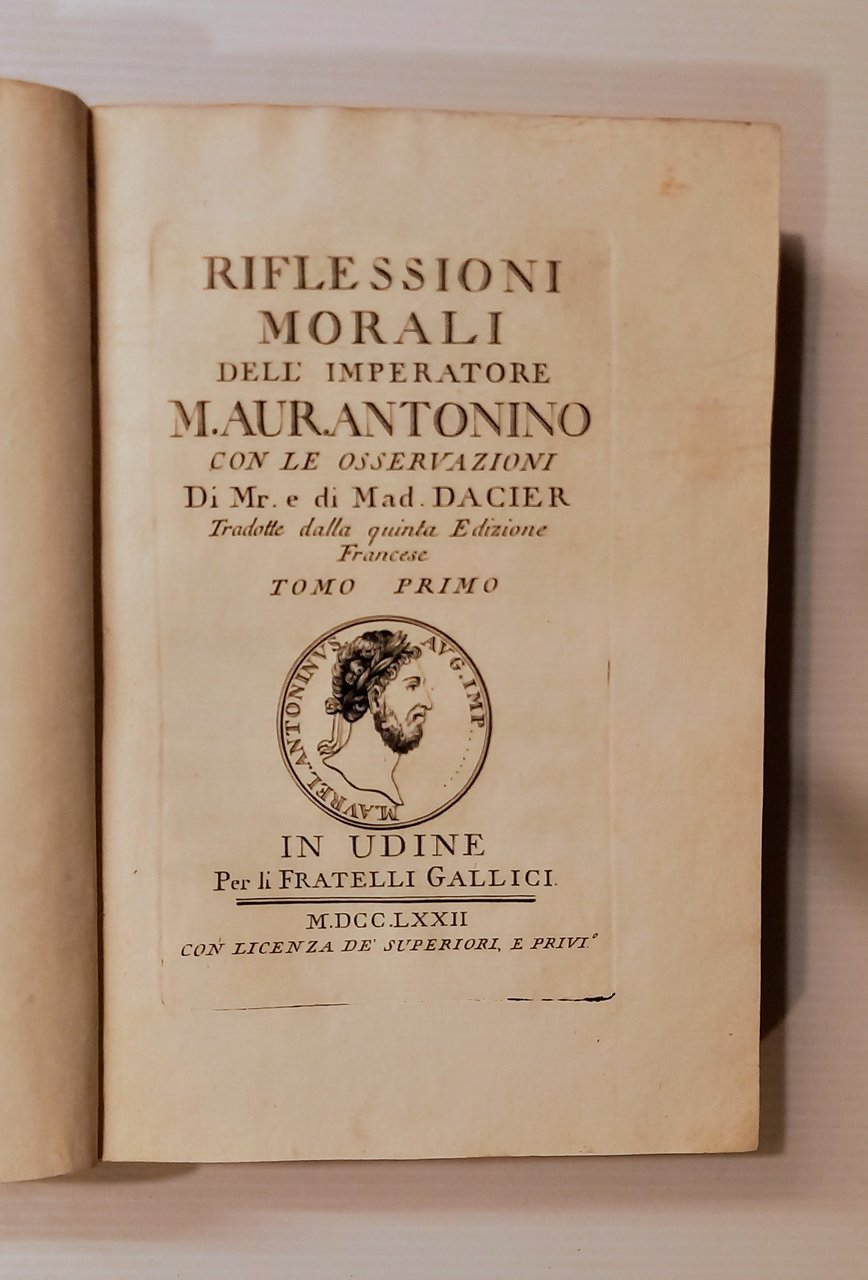 RIFLESSIONI
MORALI
DELL' IMPERATORE
M.AUR.ANTONINO
CON LE OSSERVAZIONI
Di Mr. e di Mad. DACIER
Tradotte dalla quinta Edizione
Francese
TOMO PRIMO
M.AVREL.ANTONINVS AVG.IMP.......
IN UDINE
Per li FRATELLI GALLICI.
M.DCC.LXXII
CON LICENZA DE' SUPERIORI, E PRIVI.º